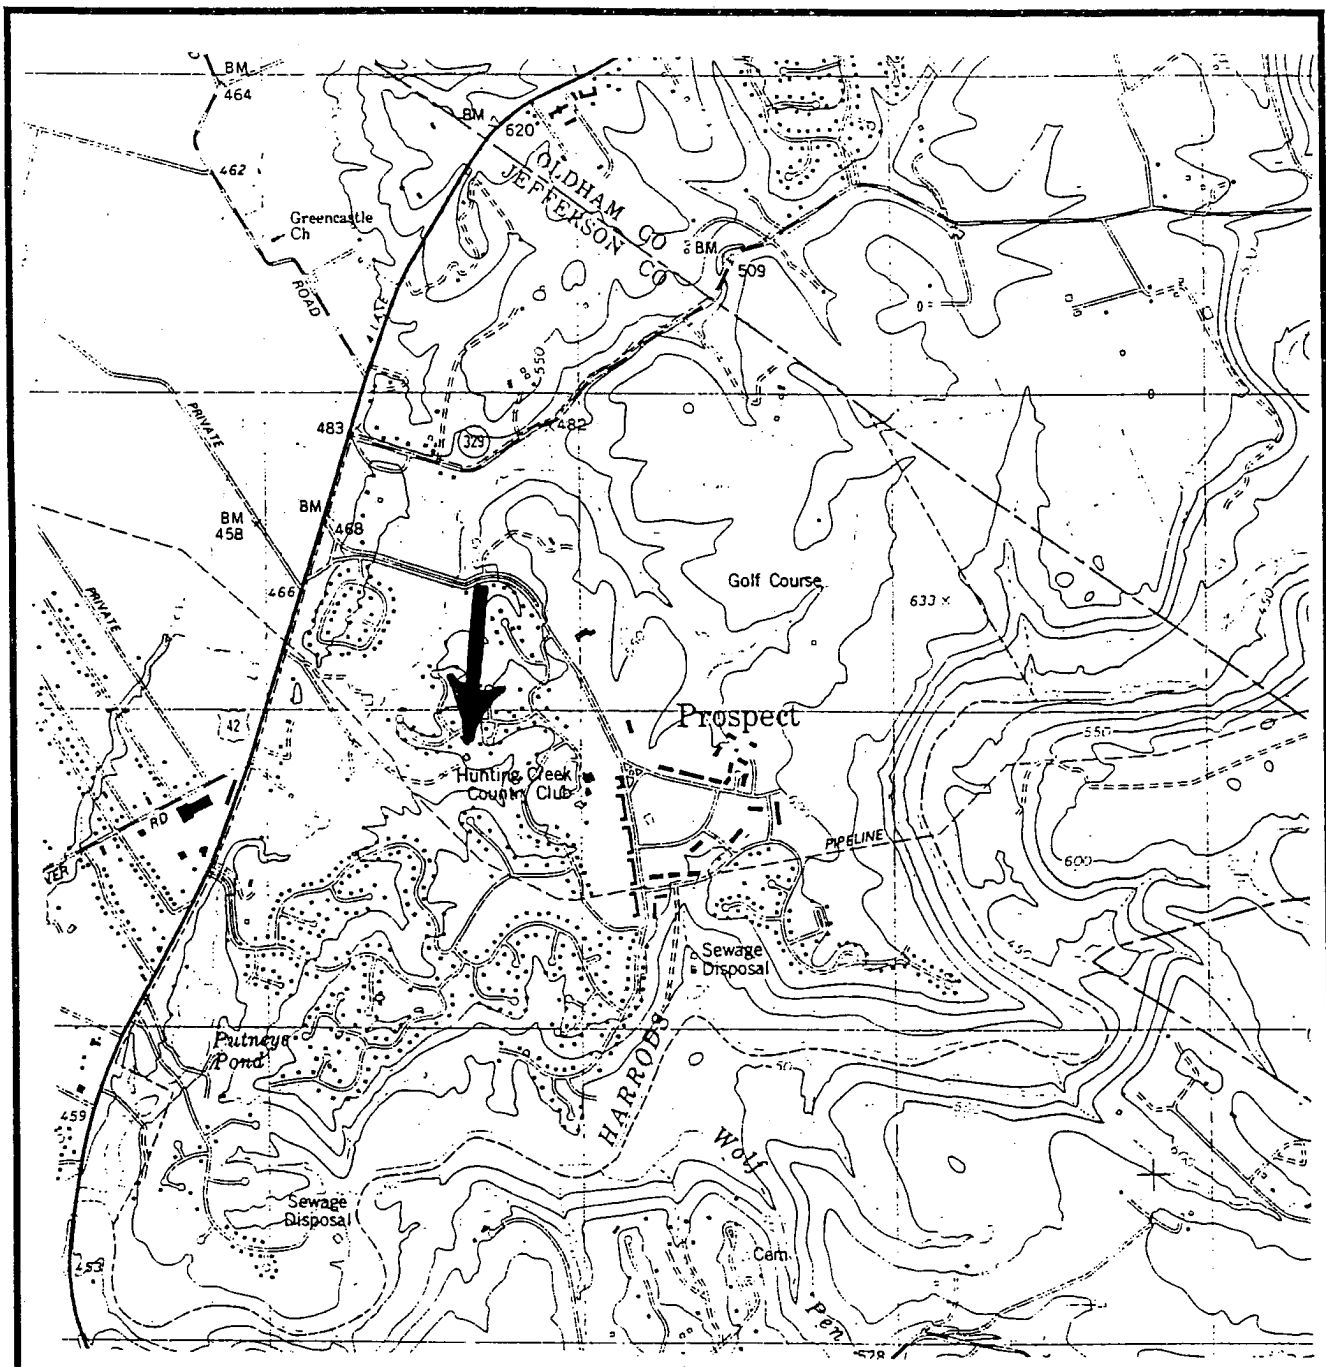 BM
464
BM
620
462
OLDHAM CO
JEFFERSON CO
Greencastle
Ch
BM
509
ROAD
550
PRIVATE
483
329
482
BM
BM
458
468
Golf Course
466
633
PRIVATE
450
42
Prospect
550
Hunting Creek
Country Club
RD
PIPELINE
600
Sewage
Disposal
HARRODS
Putneys
Pond
459
Wolf
Sewage
Disposal
Cem
453
Pen
578